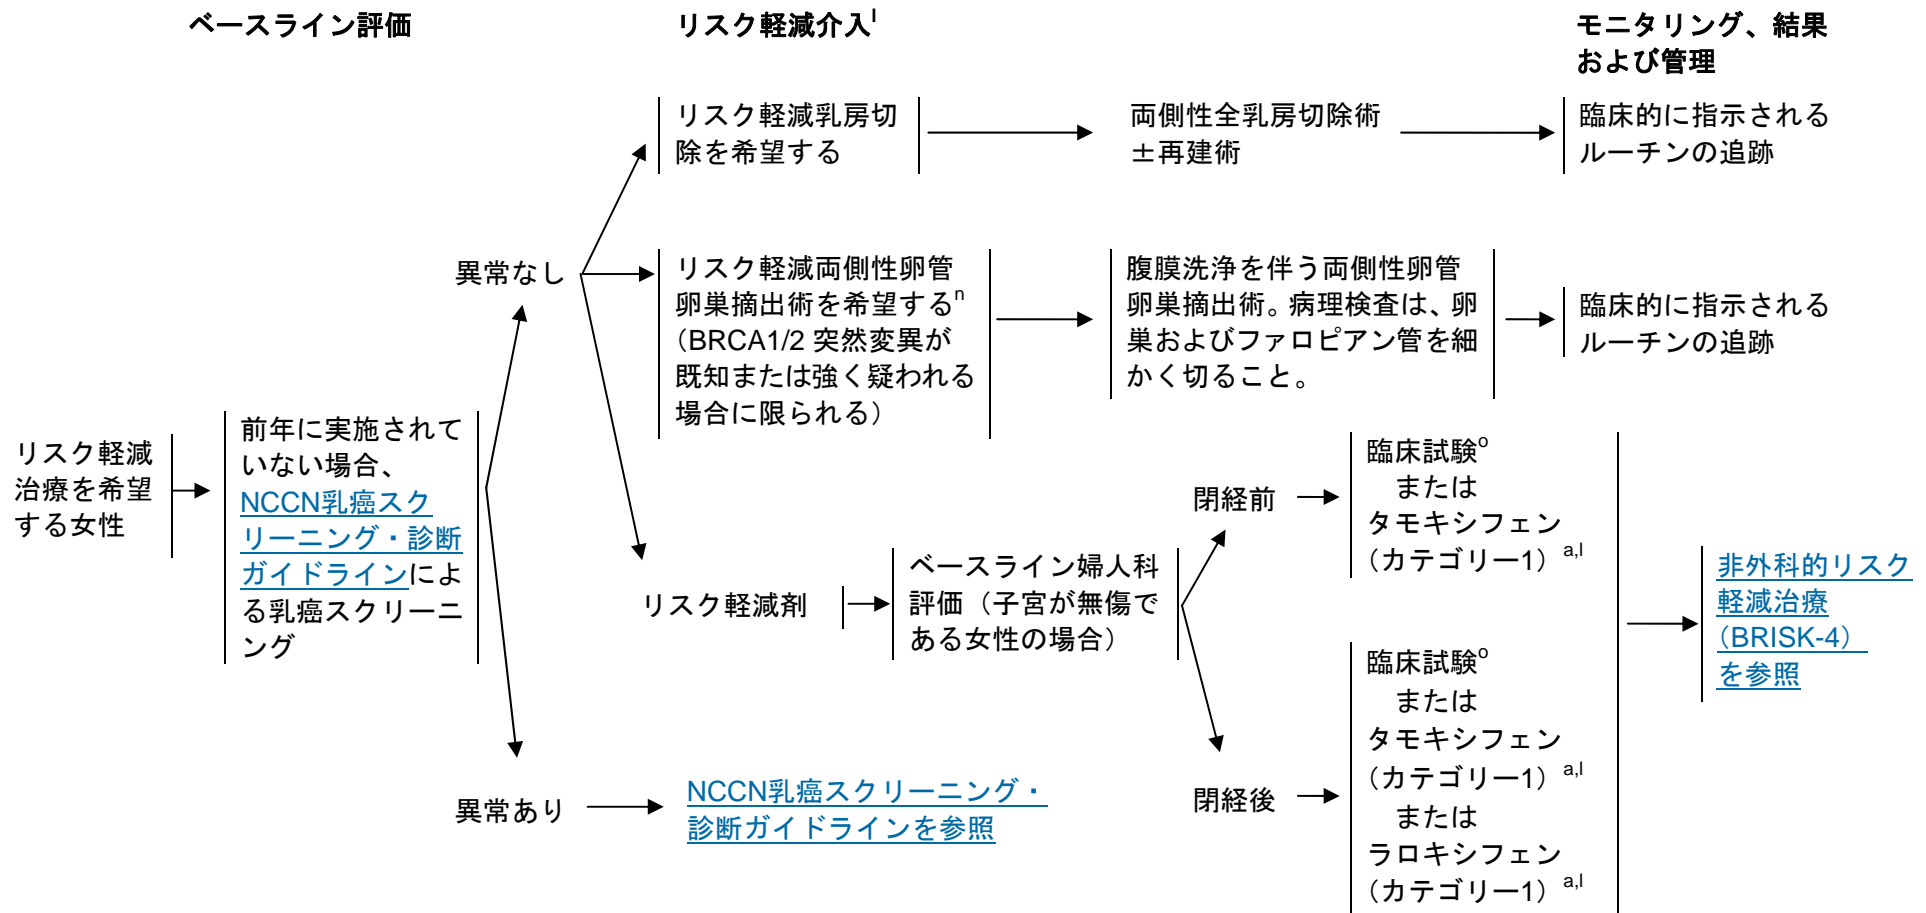 ベースライン評価
リスク軽減介入l
モニタリング、結果
および管理
リスク軽減
治療を希望
する女性
前年に実施されて
いない場合、
NCCN乳癌スク
リーニング・診断
ガイドラインによ
る乳癌スクリーニ
ング
異常なし
リスク軽減乳房切
除を希望する
両側性全乳房切除術
±再建術
臨床的に指示される
ルーチンの追跡
リスク軽減両側性卵管
卵巣摘出術を希望するn
（BRCA1/2 突然変異が
既知または強く疑われる
場合に限られる）
腹膜洗浄を伴う両側性卵管
卵巣摘出術。病理検査は、卵
巣およびファロピアン管を細
かく切ること。
臨床的に指示される
ルーチンの追跡
リスク軽減剤
ベースライン婦人科
評価（子宮が無傷で
ある女性の場合）
閉経前
臨床試験o
または
タモキシフェン
（カテゴリー1）a,l
閉経後
臨床試験o
または
タモキシフェン
（カテゴリー1）a,l
または
ラロキシフェン
（カテゴリー1）a,l
非外科的リスク
軽減治療
（BRISK-4）
を参照
異常あり
NCCN乳癌スクリーニング・
診断ガイドラインを参照